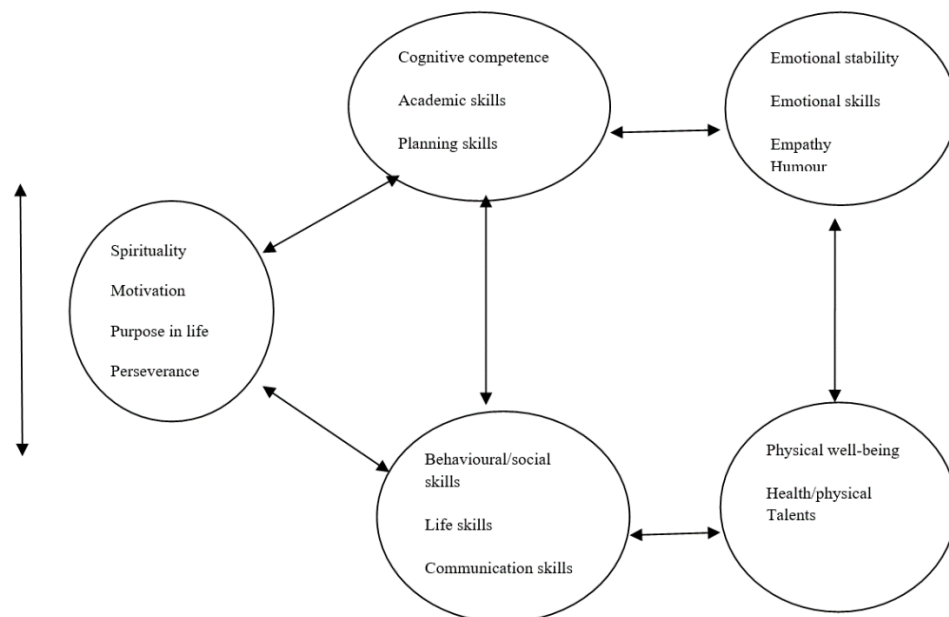 Cognitive competence
Academic skills
Planning skills
Emotional stability
Emotional skills
Empathy
Humour
Spirituality
Motivation
Purpose in life
Perseverance
Behavioural/social
skills
Life skills
Communication skills
Physical well-being
Health/physical
Talents